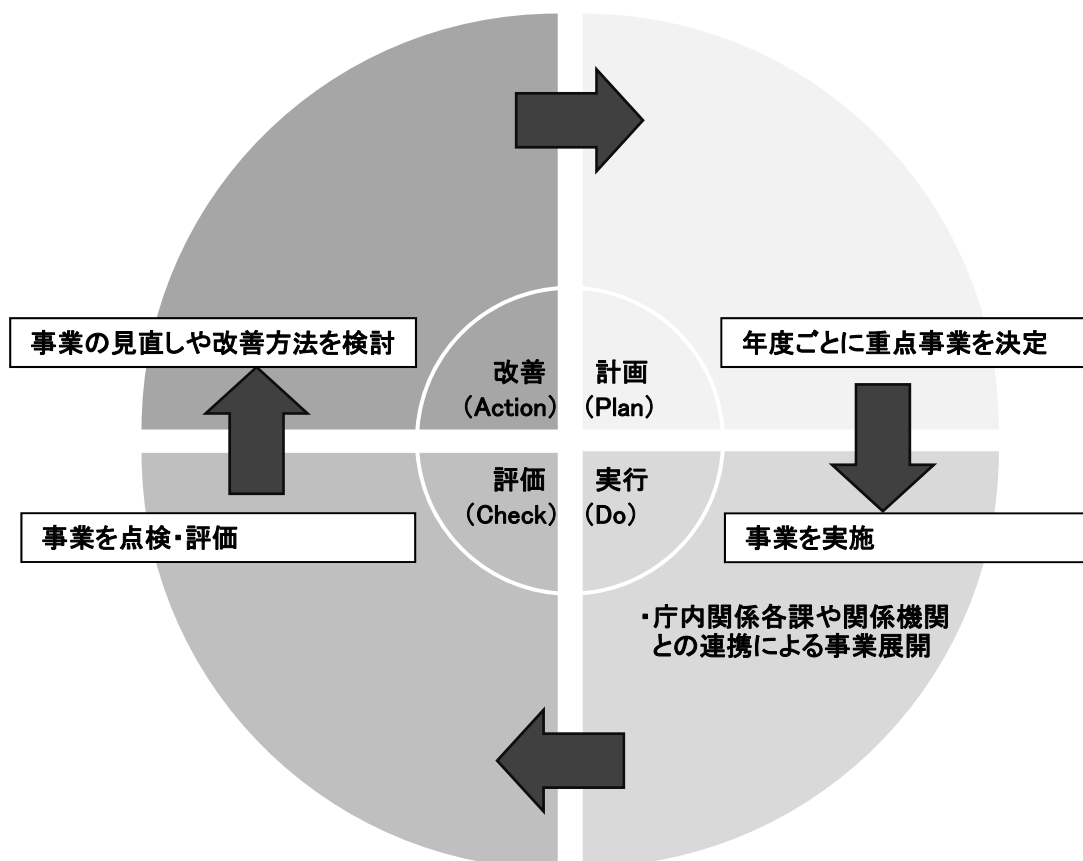 事業の見直しや改善方法を検討
年度ごとに重点事業を決定
改善
(Action)
計画
(Plan)
評価
(Check)
実行
(Do)
事業を点検・評価
事業を実施
・庁内関係各課や関係機関
との連携による事業展開